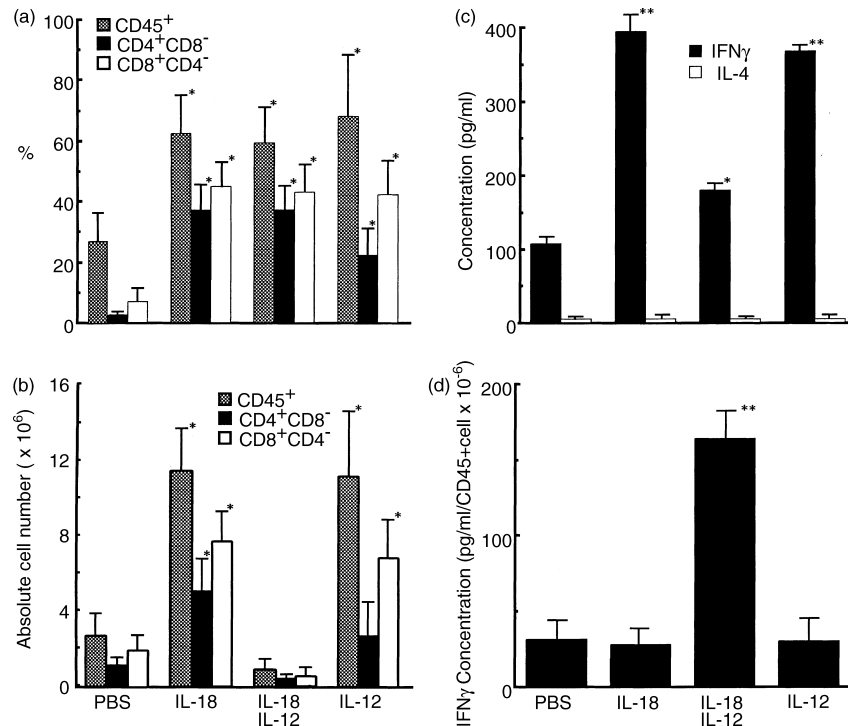 (a)
CD45+
CD4+CD8-
CD8+CD4-
100
80
60
40
20
0
%
*
*
*
*
*
*
*
*
*
(b)
CD45+
CD4+CD8-
CD8+CD4-
16
12
8
4
0
Absolute cell number ( x 10^6)
*
*
*
*
*
PBS
IL-18
IL-18
IL-12
IL-12
(c)
IFNγ
IL-4
400
300
200
100
0
Concentration (pg/ml)
**
*
**
(d)
200
100
0
IFNγ Concentration (pg/ml/CD45+cell x 10^-6)
**
PBS
IL-18
IL-18
IL-12
IL-12